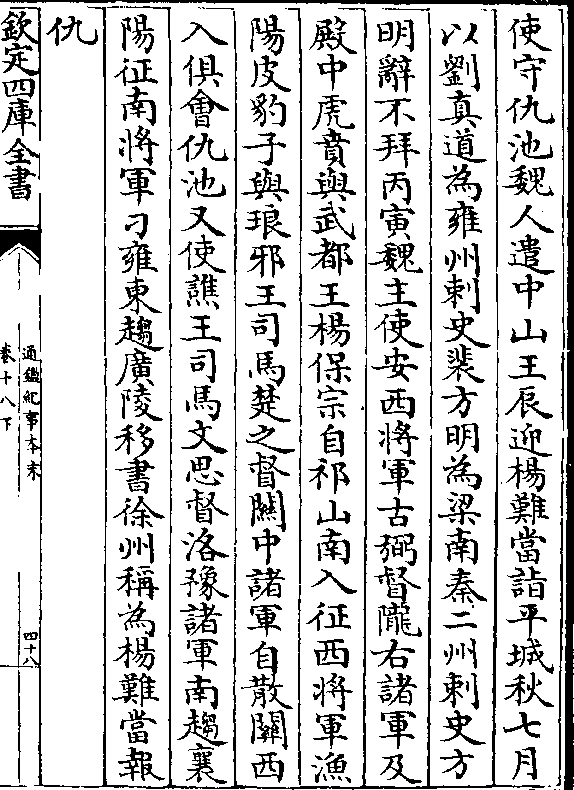 使守仇池魏人遣中山王辰迎楊難當詣平城秋七月
以劉真道為雍州刺史裴方明為梁南秦二州刺史方
明辭不拜丙寅魏主使安西將軍古弼督隴右諸軍及
殿中虎賁與武都王楊保宗自祁山南入征西將軍漁
陽皮豹子與琅邪王司馬楚之督關中諸軍自散關西
入俱會仇池又使譙王司馬文思督洛豫諸軍南趨襄
陽征南將軍刁雍東趨廣陵移書徐州稱為楊難當報
仇
欽定四庫全書
通鑑紀事本末
卷十八下
四十八